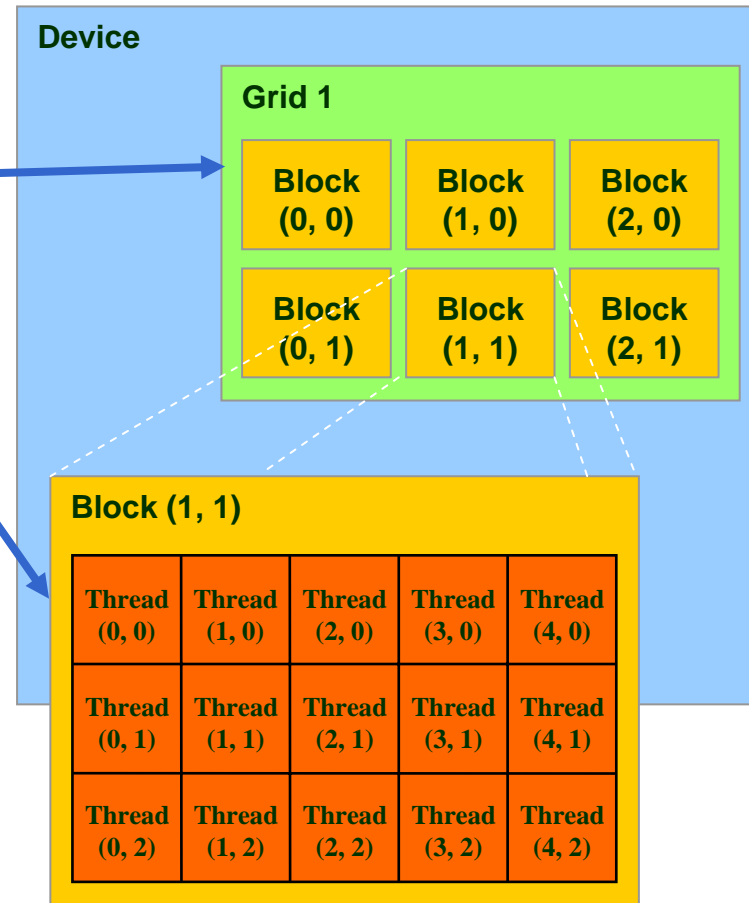 Device
Grid 1
Block
(0, 0)
Block
(1, 0)
Block
(2, 0)
Block
(0, 1)
Block
(1, 1)
Block
(2, 1)
Block (1, 1)
Thread
(0, 0)
Thread
(1, 0)
Thread
(2, 0)
Thread
(3, 0)
Thread
(4, 0)
Thread
(0, 1)
Thread
(1, 1)
Thread
(2, 1)
Thread
(3, 1)
Thread
(4, 1)
Thread
(0, 2)
Thread
(1, 2)
Thread
(2, 2)
Thread
(3, 2)
Thread
(4, 2)